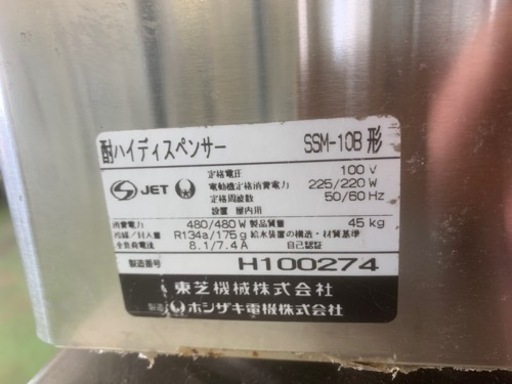 酎ハイディスペンサー SSM-10B 形
定格電圧 100 V
電動機定格消費電力 225/220 W
定格周波数 50/60 Hz
JET
設置 屋内用
消費電力 480/480 W 製品質量 45 kg
冷媒/封入量 R134a/175 g 給水装置の構造・材質基準
全負荷電流 8.1/7.4 A 自己認証
製造番号 H100274
東芝機械株式会社
製造 ホシザキ電機株式会社